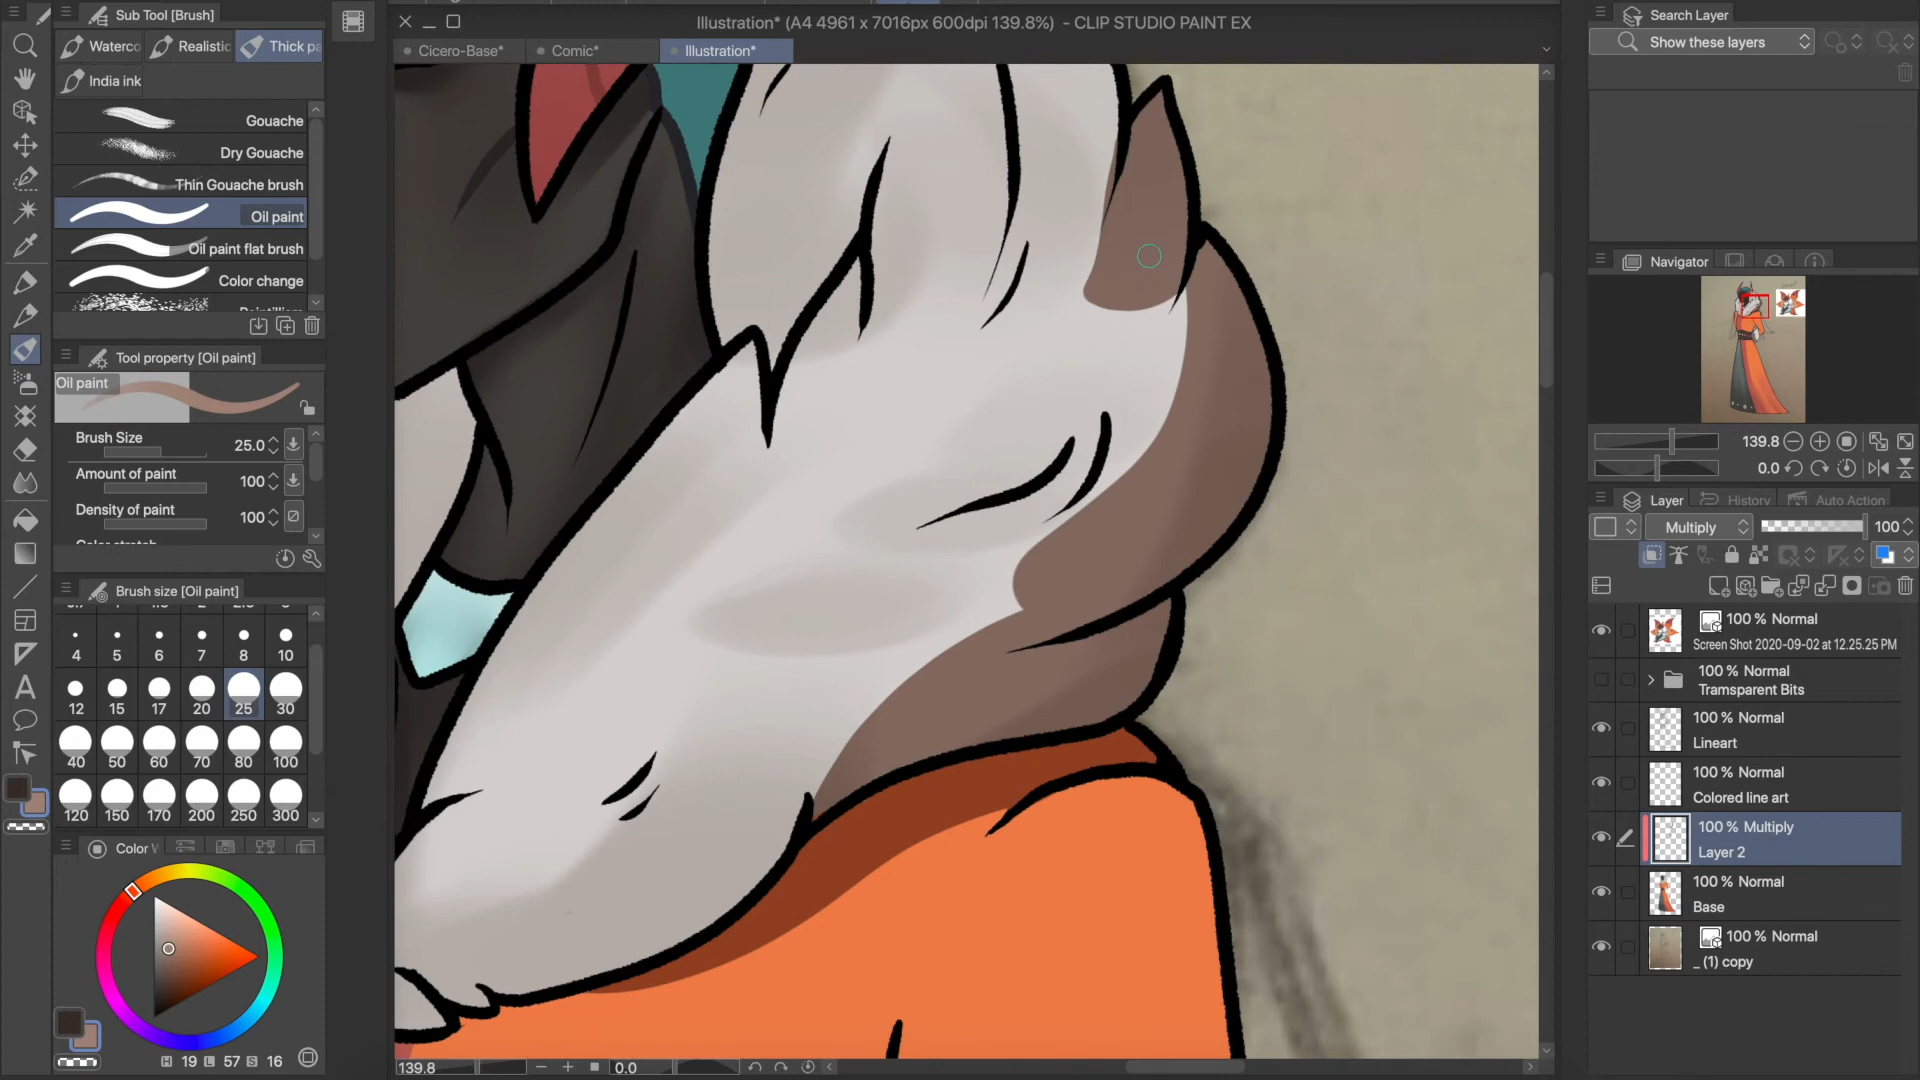 Sub Tool [Brush]
Illustration* (A4 4961 x 7016px 600dpi 139.8%) - CLIP STUDIO PAINT EX
Search Layer
Waterco
Realistic
Thick pa
Cicero-Base*
Comic*
Illustration*
Show these layers
India ink
Gouache
Dry Gouache
Thin Gouache brush
Oil paint
Oil paint flat brush
Color change
Navigator
Tool property [Oil paint]
Oil paint
Brush Size
25.0
139.8
Amount of paint
100
0.0
Density of paint
100
Layer
History
Auto Action
Multiply
100
Brush size [Oil paint]
4
5
6
7
8
10
12
15
17
20
25
30
40
50
60
70
80
100
120
150
170
200
250
300
100 % Normal
Screen Shot 2020-09-02 at 12.25.25 PM
100 % Normal
Transparent Bits
100 % Normal
Lineart
100 % Normal
Colored line art
100 % Multiply
Layer 2
100 % Normal
Base
100 % Normal
_ (1) copy
Color
H 19 L 57 S 16
139.8
0.0